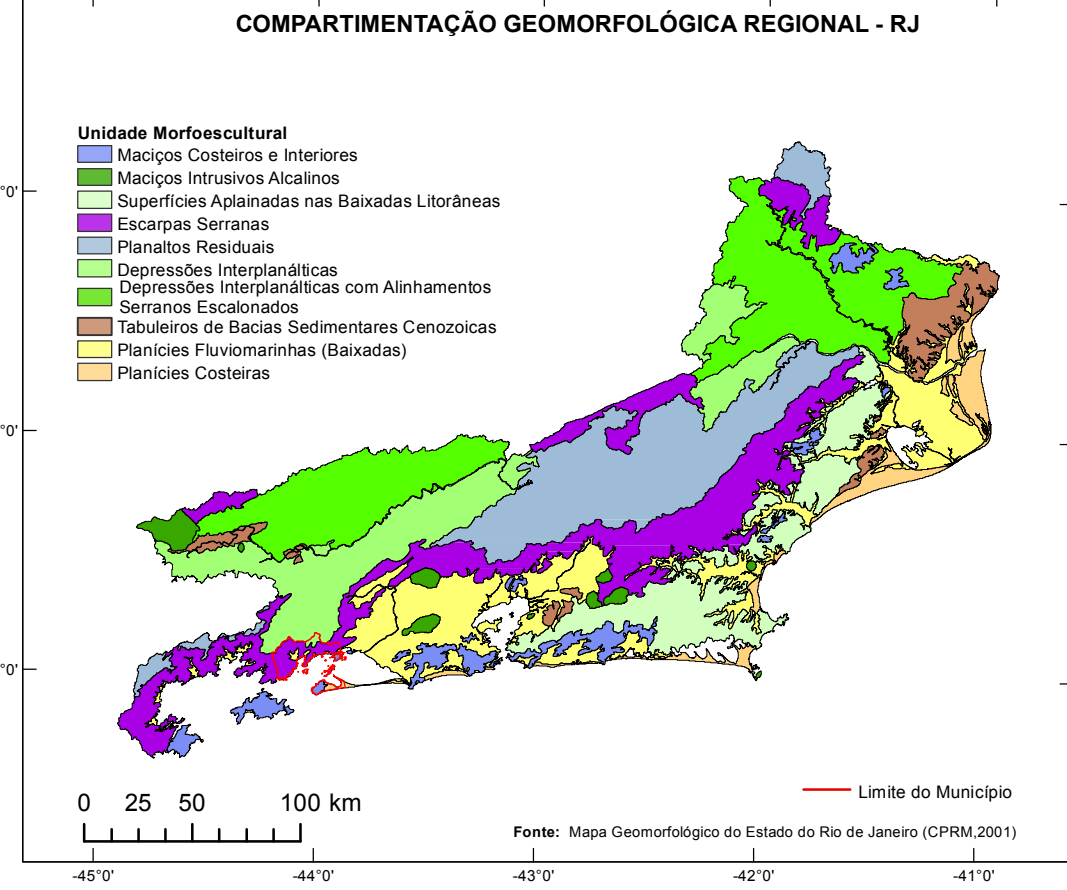 COMPARTIMENTAÇÃO GEOMORFOLÓGICA REGIONAL - RJ
Unidade Morfoescultural
Maciços Costeiros e Interiores
Maciços Intrusivos Alcalinos
Superfícies Aplainadas nas Baixadas Litorâneas
Escarpas Serranas
Planaltos Residuais
Depressões Interplanálticas
Depressões Interplanálticas com Alinhamentos
Serranos Escalonados
Tabuleiros de Bacias Sedimentares Cenozoicas
Planícies Fluviomarinhas (Baixadas)
Planícies Costeiras
°0'
°0'
°0'
0 25 50 100 km
Limite do Município
Fonte: Mapa Geomorfológico do Estado do Rio de Janeiro (CPRM,2001)
-45°0' -44°0' -43°0' -42°0' -41°0'